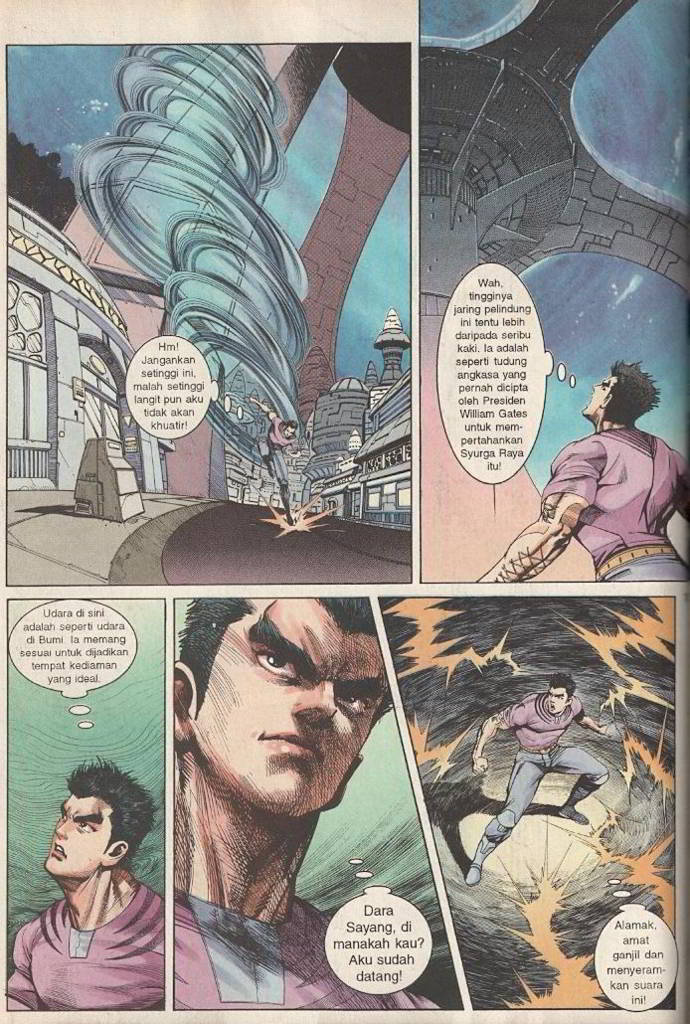 Wah,
tingginya
jaring pelindung
ini tentu lebih
daripada seribu
kaki. Ia adalah
seperti tudung
angkasa yang
pernah dicipta
oleh Presiden
William Gates
untuk mem-
pertahankan
Syurga Raya
itu!
Hm!
Jangankan
setinggi ini,
malah setinggi
langit pun aku
tidak akan
khuatir!
Udara di sini
adalah seperti udara
di Bumi. Ia memang
sesuai untuk dijadikan
tempat kediaman
yang ideal.
Dara
Sayang, di
manakah kau?
Aku sudah
datang!
Alamak,
amat
ganjil dan
menyeram-
kan suara
ini!